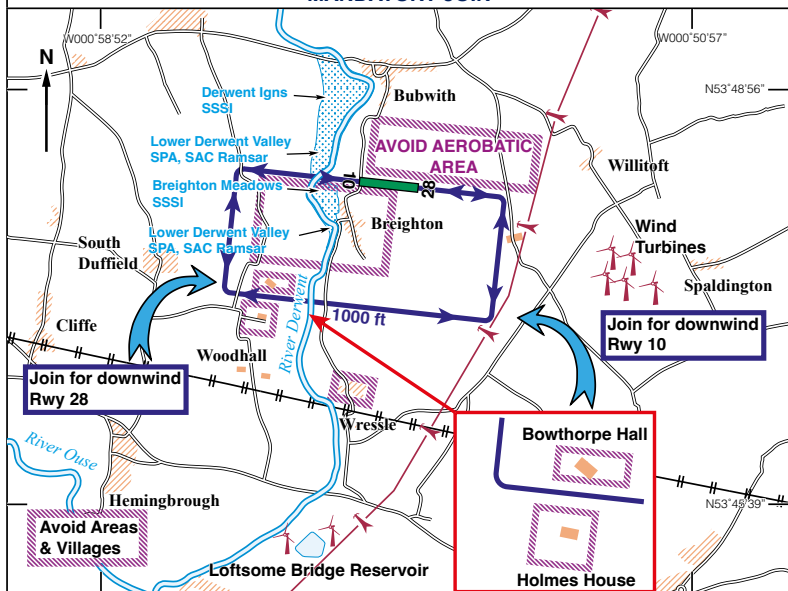 MANDATORY JOIN
W000°58'52"
W000°50'57"
N
N53°48'56"
Derwent Igns
SSSI
Bubwith
Lower Derwent Valley
SPA, SAC Ramsar
AVOID AEROBATIC
AREA
Willitoft
Breighton Meadows
SSSI
10
28
Breighton
Lower Derwent Valley
SPA, SAC Ramsar
South
Duffield
Wind
Turbines
Spaldington
River Derwent
1000 ft
Cliffe
Join for downwind
Rwy 10
Woodhall
Join for downwind
Rwy 28
Wressle
River Ouse
Bowthorpe Hall
Hemingbrough
N53°45'39"
Avoid Areas
& Villages
Loftsome Bridge Reservoir
Holmes House